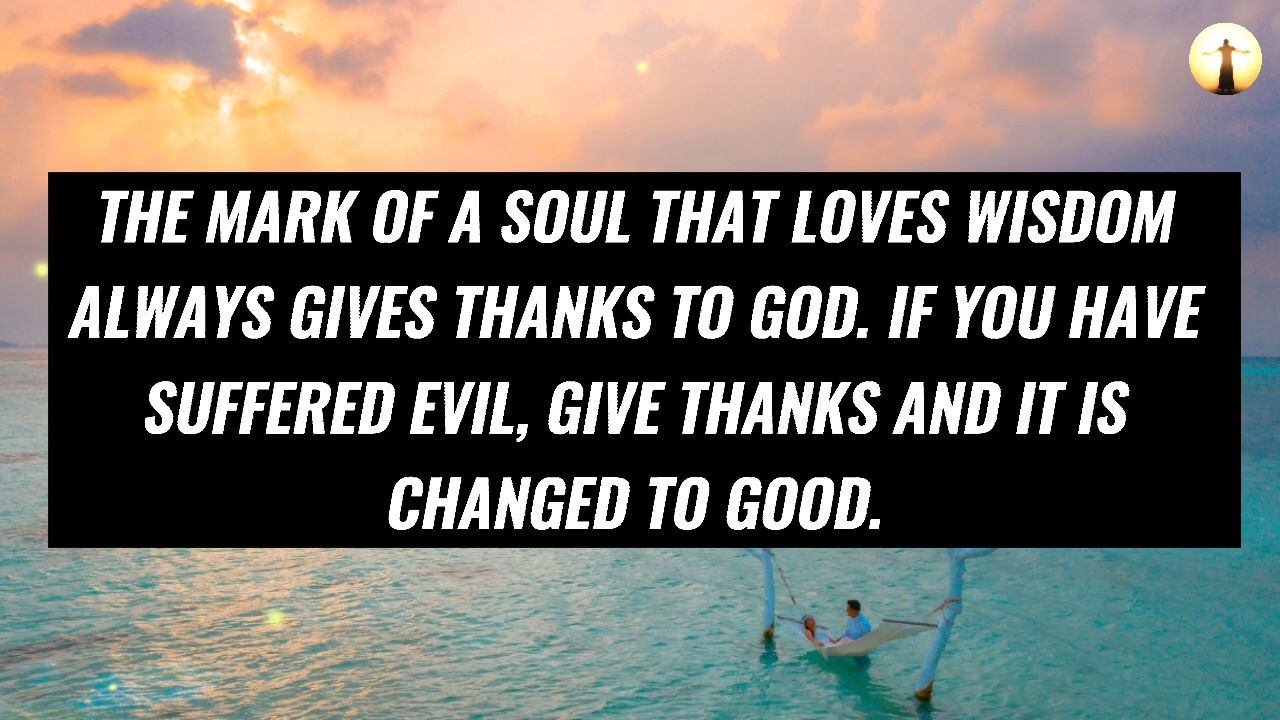 THE MARK OF A SOUL THAT LOVES WISDOM
ALWAYS GIVES THANKS TO GOD. IF YOU HAVE
SUFFERED EVIL, GIVE THANKS AND IT IS
CHANGED TO GOOD.